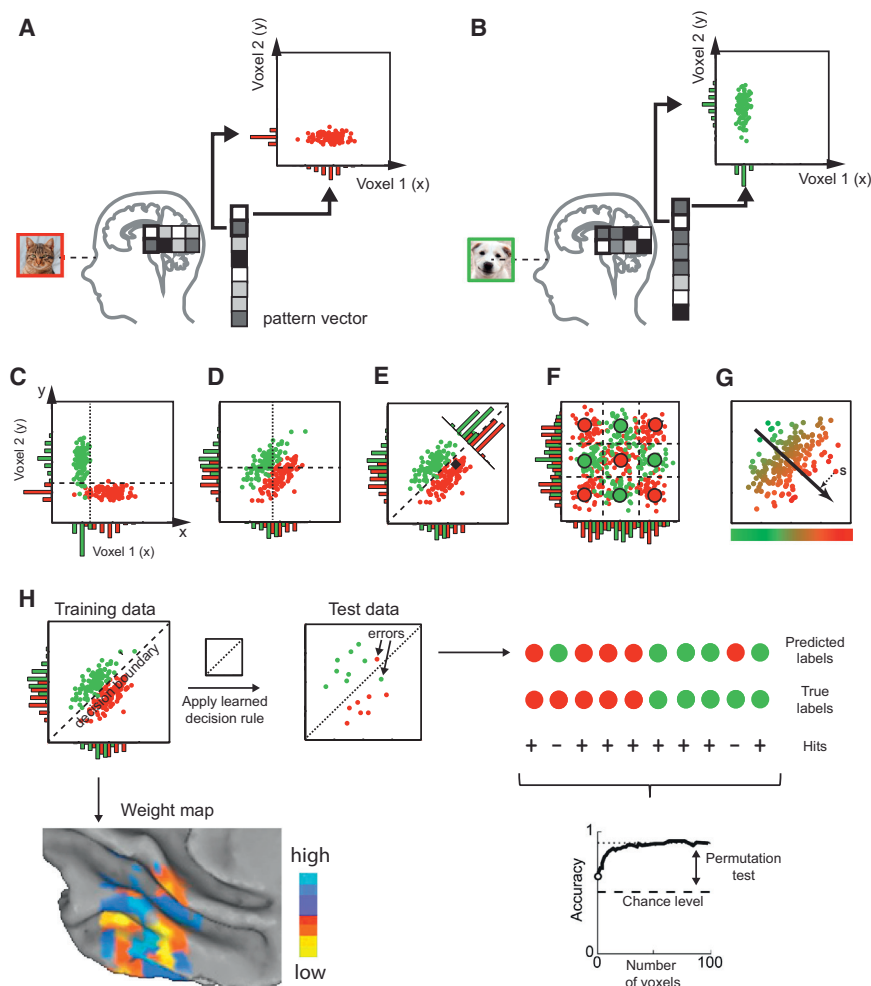 A
Voxel 2 (y)
Voxel 1 (x)
pattern vector
B
Voxel 2 (y)
Voxel 1 (x)
C
y
Voxel 2 (y)
Voxel 1 (x)
x
D
E
F
G
s
H
Training data
decision boundary
Apply learned
decision rule
Test data
errors
Predicted
labels
True
labels
+ − + + + + + + − +
Hits
Weight map
high
low
1
Accuracy
0
Permutation
test
Chance level
0
100
Number
of voxels